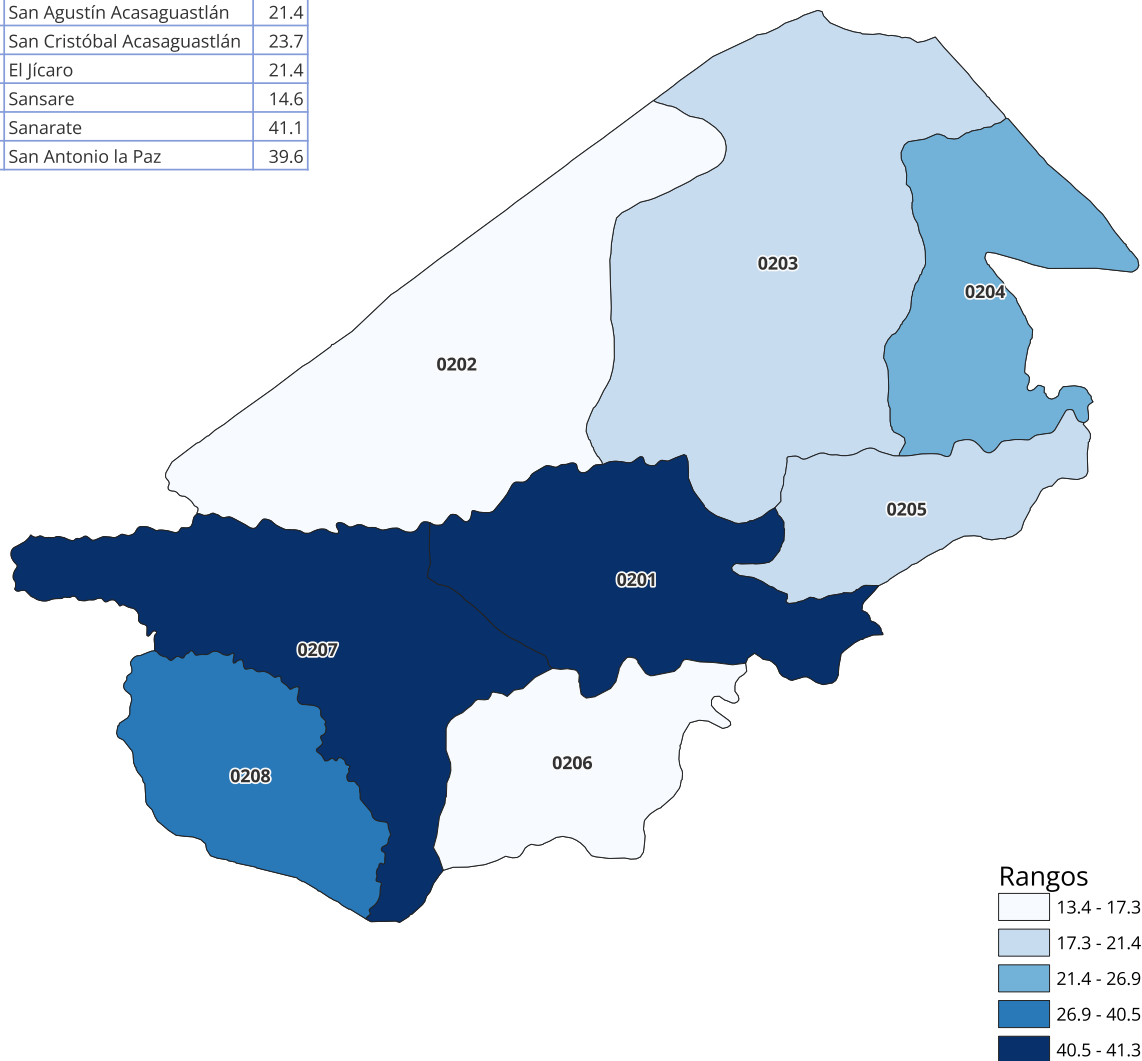 San Agustín Acasaguastlán 21.4
San Cristóbal Acasaguastlán 23.7
El Jícaro 21.4
Sansare 14.6
Sanarate 41.1
San Antonio la Paz 39.6
0203
0204
0202
0205
0201
0207
0206
0208
Rangos
13.4 - 17.3
17.3 - 21.4
21.4 - 26.9
26.9 - 40.5
40.5 - 41.3